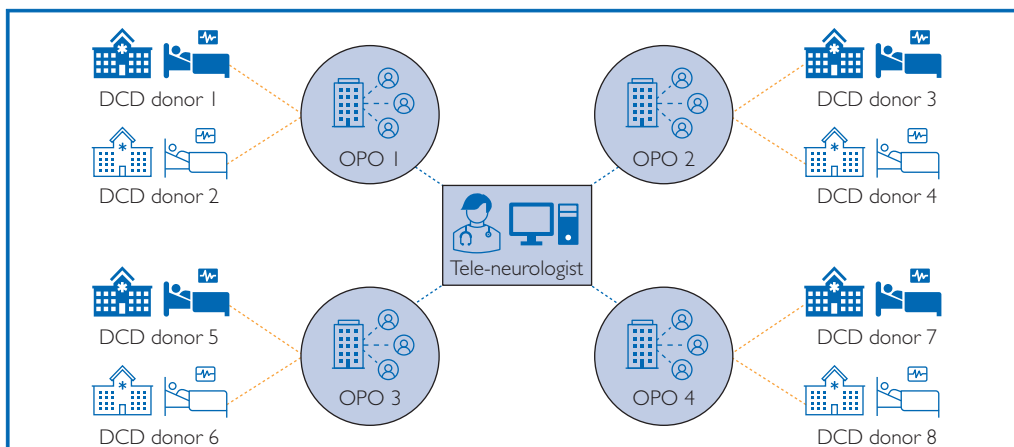 DCD donor 1
DCD donor 2
OPO 1
OPO 2
DCD donor 3
DCD donor 4
Tele-neurologist
DCD donor 5
DCD donor 6
OPO 3
OPO 4
DCD donor 7
DCD donor 8